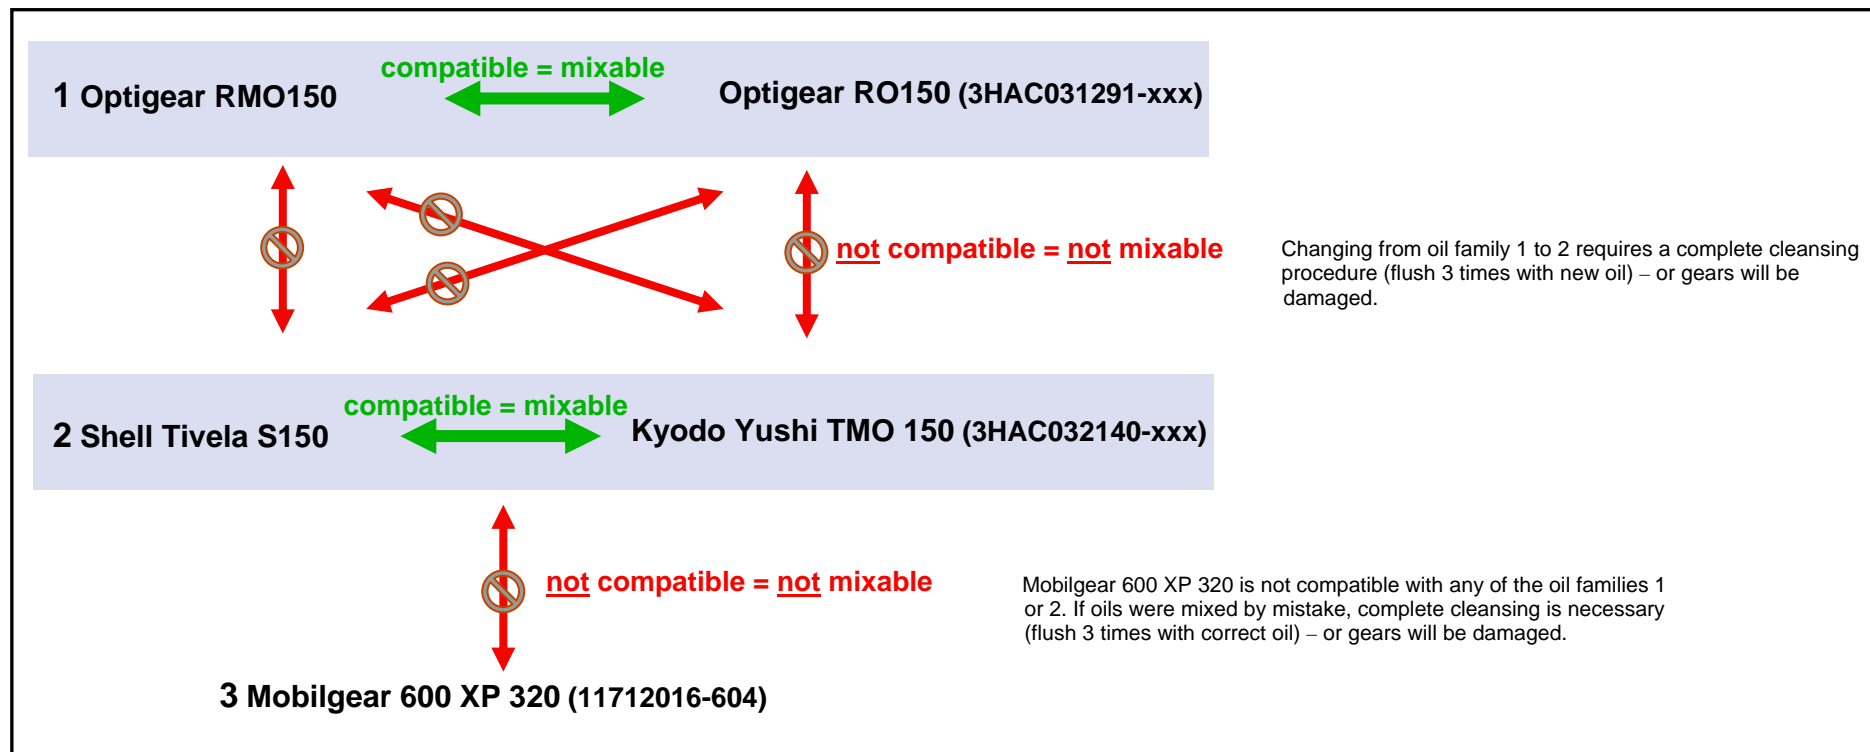 compatible = mixable
1 Optigear RMO150
Optigear RO150 (3HAC031291-xxx)
not compatible = not mixable
Changing from oil family 1 to 2 requires a complete cleansing
procedure (flush 3 times with new oil) – or gears will be
damaged.
compatible = mixable
2 Shell Tivela S150
Kyodo Yushi TMO 150 (3HAC032140-xxx)
not compatible = not mixable
Mobilgear 600 XP 320 is not compatible with any of the oil families 1
or 2. If oils were mixed by mistake, complete cleansing is necessary
(flush 3 times with correct oil) – or gears will be damaged.
3 Mobilgear 600 XP 320 (11712016-604)